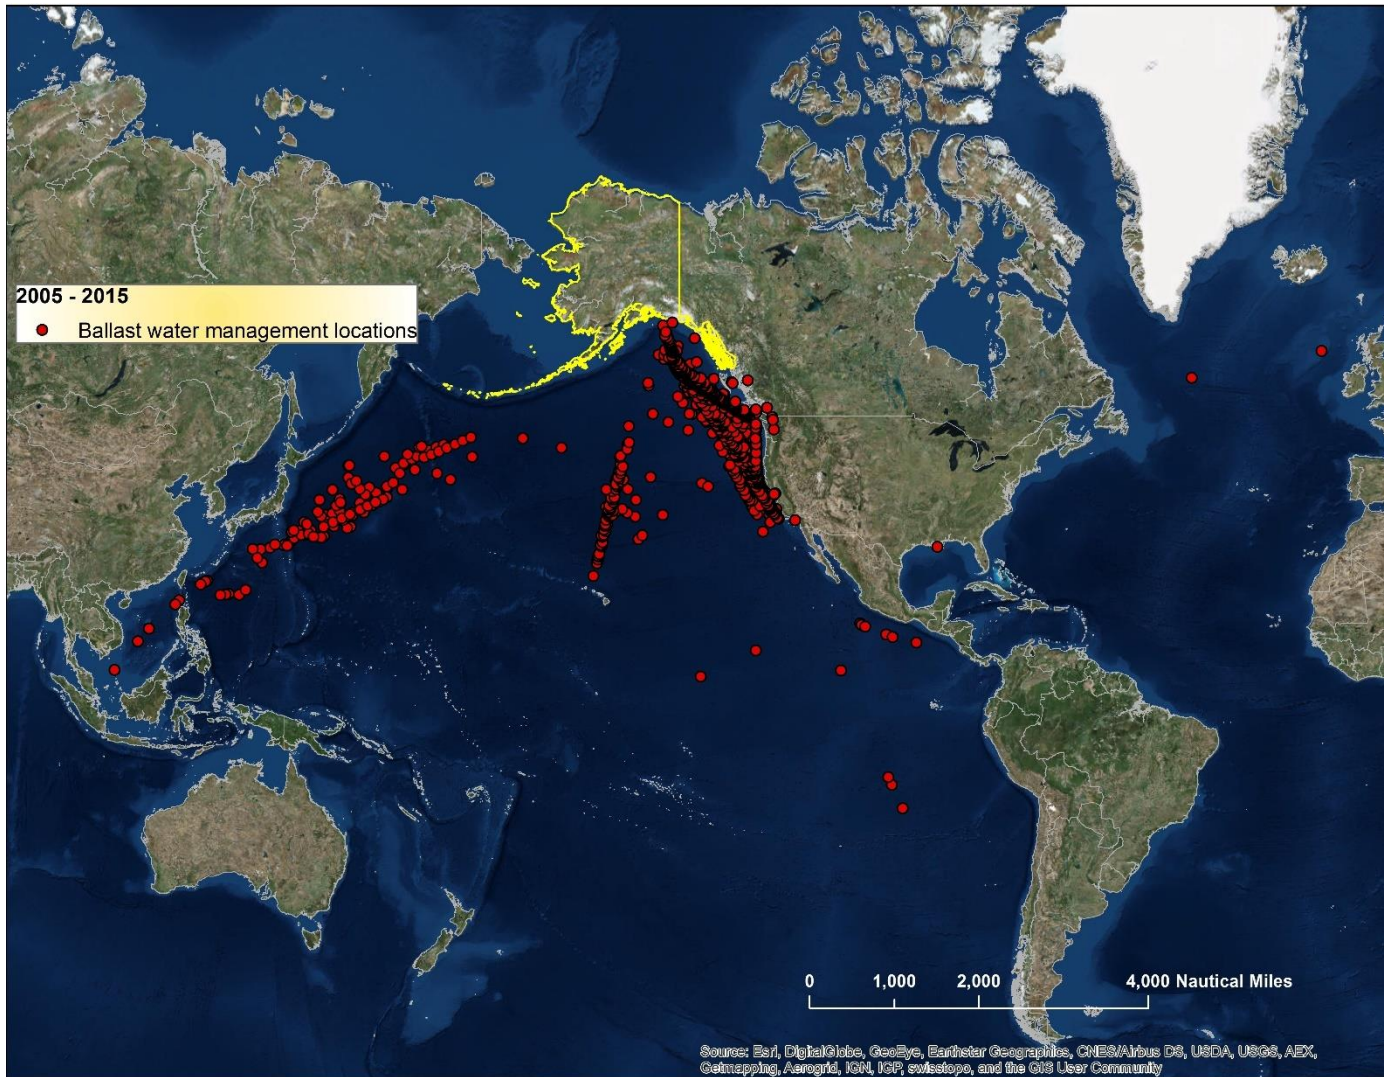 2005 - 2015
Ballast water management locations
0 1,000 2,000 4,000 Nautical Miles
Source: Esri, DigitalGlobe, GeoEye, Earthstar Geographics, CNES/Airbus DS, USDA, USGS, AEX,
Getmapping, Aerogrid, IGN, IGP, swisstopo, and the GIS User Community